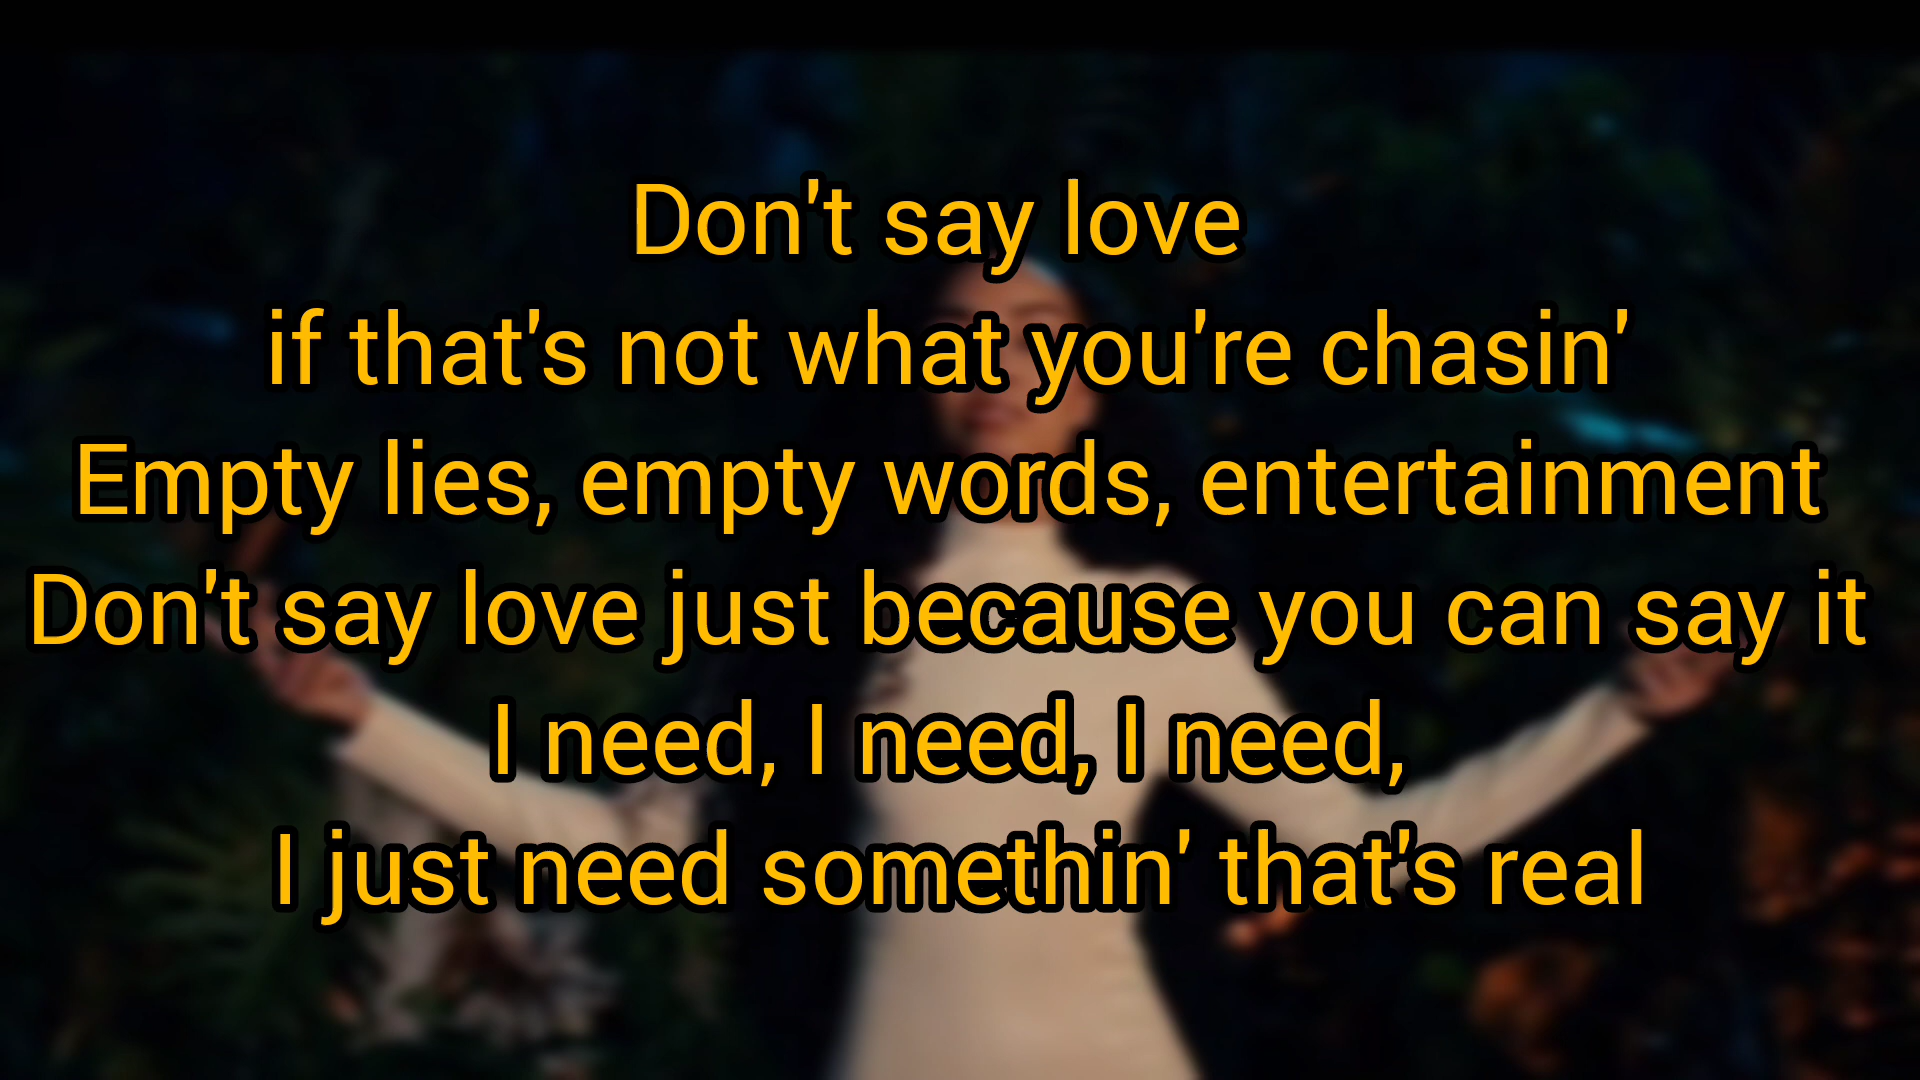 Don't say love
if that's not what you're chasin'
Empty lies, empty words, entertainment
Don't say love just because you can say it
I need, I need, I need,
I just need somethin' that's real